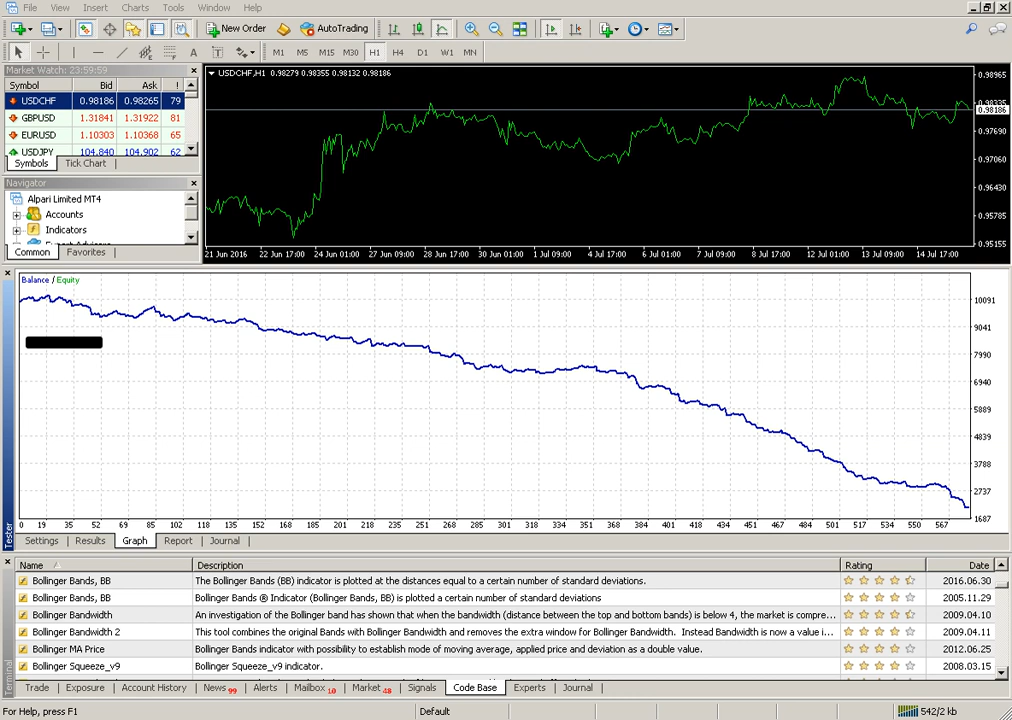 File View Insert Charts Tools Window Help
New Order AutoTrading
A T M1 M5 M15 M30 H1 H4 D1 W1 MN
Market Watch: 23:59:59
Symbol Bid Ask !
USDCHF 0.98186 0.98265 79
GBPUSD 1.31841 1.31922 81
EURUSD 1.10303 1.10368 65
USDJPY 104.840 104.902 62
Symbols Tick Chart
Navigator
Alpari Limited MT4
Accounts
Indicators
Expert Advisors
Common Favorites
USDCHF,H1 0.98279 0.98355 0.98132 0.98186
0.98965
0.98335
0.98186
0.97690
0.97060
0.96430
0.95785
0.95155
21 Jun 2016 22 Jun 17:00 24 Jun 01:00 27 Jun 09:00 28 Jun 17:00 30 Jun 01:00 1 Jul 09:00 4 Jul 17:00 6 Jul 01:00 7 Jul 09:00 8 Jul 17:00 12 Jul 01:00 13 Jul 09:00 14 Jul 17:00
Balance / Equity
10091
9041
7990
6940
5889
4839
3788
2737
1687
0 19 35 52 69 85 102 118 135 152 168 185 201 218 235 251 268 285 301 318 334 351 368 384 401 418 434 451 467 484 501 517 534 550 567
Tester
Settings Results Graph Report Journal
Name Description Rating Date
Bollinger Bands, BB The Bollinger Bands (BB) indicator is plotted at the distances equal to a certain number of standard deviations. 2016.06.30
Bollinger Bands, BB Bollinger Bands ® Indicator (Bollinger Bands, BB) is plotted a certain number of standard deviations 2005.11.29
Bollinger Bandwidth An investigation of the Bollinger band has shown that when the bandwidth (distance between the top and bottom bands) is below 4, the market is compre... 2009.04.10
Bollinger Bandwidth 2 This tool combines the original Bands with Bollinger Bandwidth and removes the extra window for Bollinger Bandwidth. Instead Bandwidth is now a value i... 2009.04.11
Bollinger MA Price Bollinger Bands indicator with possibility to establish mode of moving average, applied price and deviation as a double value. 2012.06.25
Bollinger Squeeze_v9 Bollinger Squeeze_v9 indicator. 2008.03.15
Terminal
Trade Exposure Account History News 99 Alerts Mailbox 10 Market 48 Signals Code Base Experts Journal
For Help, press F1 Default 542/2 kb